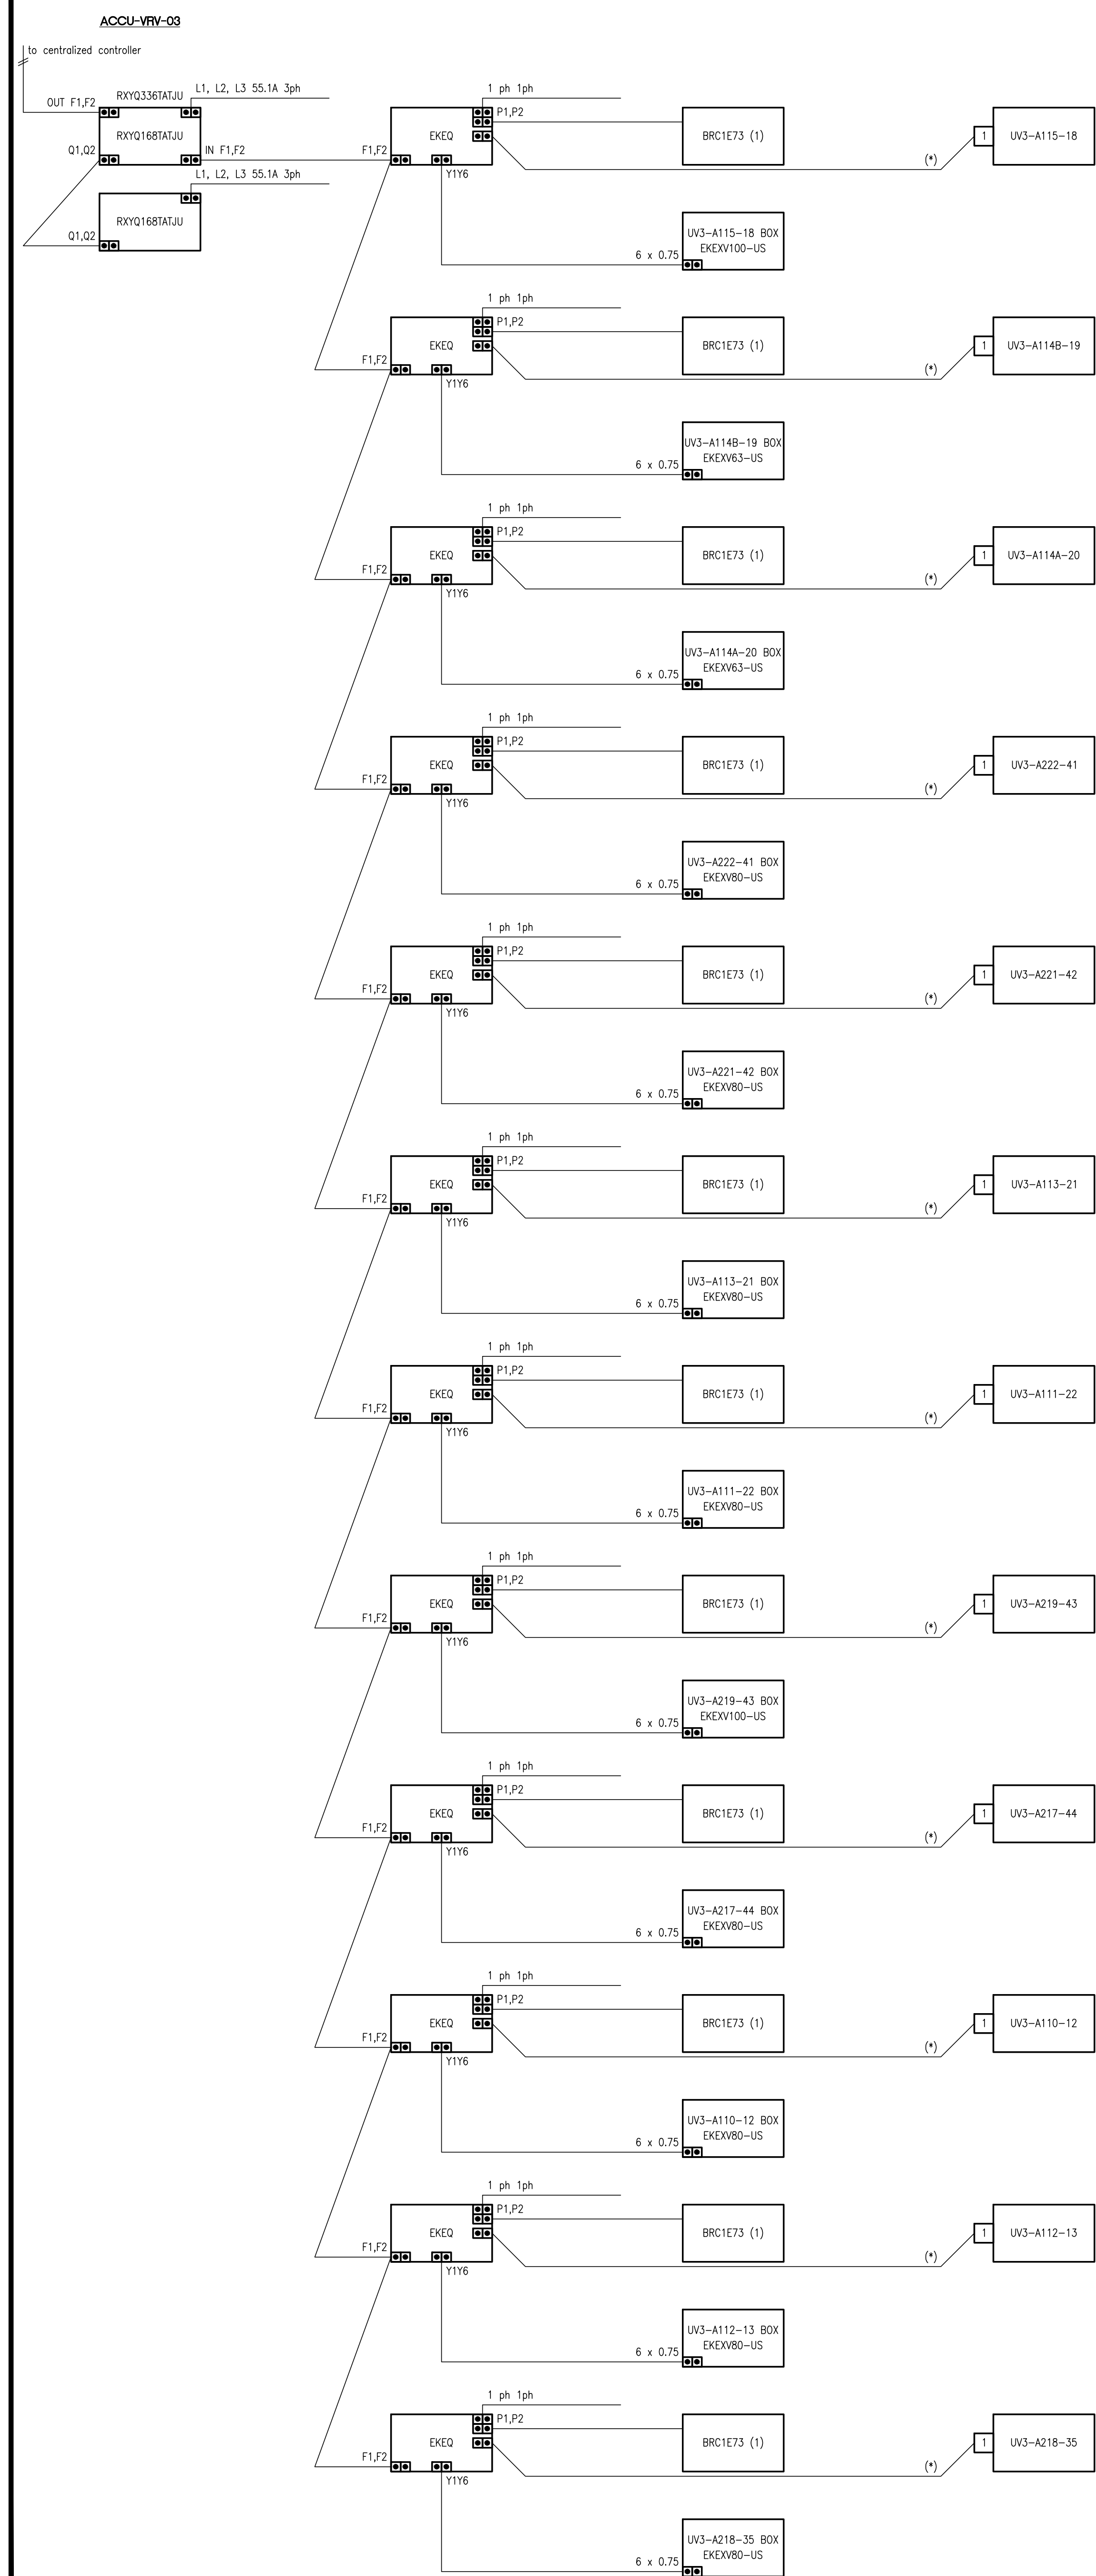 ACCU-VRV-03
to centralized controller
RXYQ336TATJU
L1, L2, L3 55.1A 3ph
OUT F1,F2
RXYQ168TATJU
Q1,Q2
IN F1,F2
L1, L2, L3 55.1A 3ph
RXYQ168TATJU
Q1,Q2
1 ph 1ph
P1,P2
EKEQ
BRC1E73 (1)
1
UV3-A115-18
F1,F2
(*)
Y1Y6
UV3-A115-18 BOX
EKEXV100-US
6 x 0.75
1 ph 1ph
P1,P2
EKEQ
BRC1E73 (1)
1
UV3-A114B-19
F1,F2
(*)
Y1Y6
UV3-A114B-19 BOX
EKEXV63-US
6 x 0.75
1 ph 1ph
P1,P2
EKEQ
BRC1E73 (1)
1
UV3-A114A-20
F1,F2
(*)
Y1Y6
UV3-A114A-20 BOX
EKEXV63-US
6 x 0.75
1 ph 1ph
P1,P2
EKEQ
BRC1E73 (1)
1
UV3-A222-41
F1,F2
(*)
Y1Y6
UV3-A222-41 BOX
EKEXV80-US
6 x 0.75
1 ph 1ph
P1,P2
EKEQ
BRC1E73 (1)
1
UV3-A221-42
F1,F2
(*)
Y1Y6
UV3-A221-42 BOX
EKEXV80-US
6 x 0.75
1 ph 1ph
P1,P2
EKEQ
BRC1E73 (1)
1
UV3-A113-21
F1,F2
(*)
Y1Y6
UV3-A113-21 BOX
EKEXV80-US
6 x 0.75
1 ph 1ph
P1,P2
EKEQ
BRC1E73 (1)
1
UV3-A111-22
F1,F2
(*)
Y1Y6
UV3-A111-22 BOX
EKEXV80-US
6 x 0.75
1 ph 1ph
P1,P2
EKEQ
BRC1E73 (1)
1
UV3-A219-43
F1,F2
(*)
Y1Y6
UV3-A219-43 BOX
EKEXV100-US
6 x 0.75
1 ph 1ph
P1,P2
EKEQ
BRC1E73 (1)
1
UV3-A217-44
F1,F2
(*)
Y1Y6
UV3-A217-44 BOX
EKEXV80-US
6 x 0.75
1 ph 1ph
P1,P2
EKEQ
BRC1E73 (1)
1
UV3-A110-12
F1,F2
(*)
Y1Y6
UV3-A110-12 BOX
EKEXV80-US
6 x 0.75
1 ph 1ph
P1,P2
EKEQ
BRC1E73 (1)
1
UV3-A112-13
F1,F2
(*)
Y1Y6
UV3-A112-13 BOX
EKEXV80-US
6 x 0.75
1 ph 1ph
P1,P2
EKEQ
BRC1E73 (1)
1
UV3-A218-35
F1,F2
(*)
Y1Y6
UV3-A218-35 BOX
EKEXV80-US
6 x 0.75